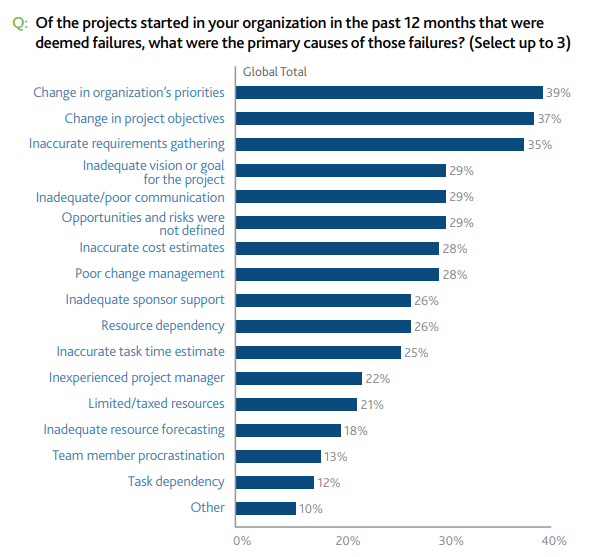 Q: Of the projects started in your organization in the past 12 months that were
deemed failures, what were the primary causes of those failures? (Select up to 3)
Global Total
Change in organization's priorities 39%
Change in project objectives 37%
Inaccurate requirements gathering 35%
Inadequate vision or goal
for the project 29%
Inadequate/poor communication 29%
Opportunities and risks were
not defined 29%
Inaccurate cost estimates 28%
Poor change management 28%
Inadequate sponsor support 26%
Resource dependency 26%
Inaccurate task time estimate 25%
Inexperienced project manager 22%
Limited/taxed resources 21%
Inadequate resource forecasting 18%
Team member procrastination 13%
Task dependency 12%
Other 10%
0% 20% 30% 40%